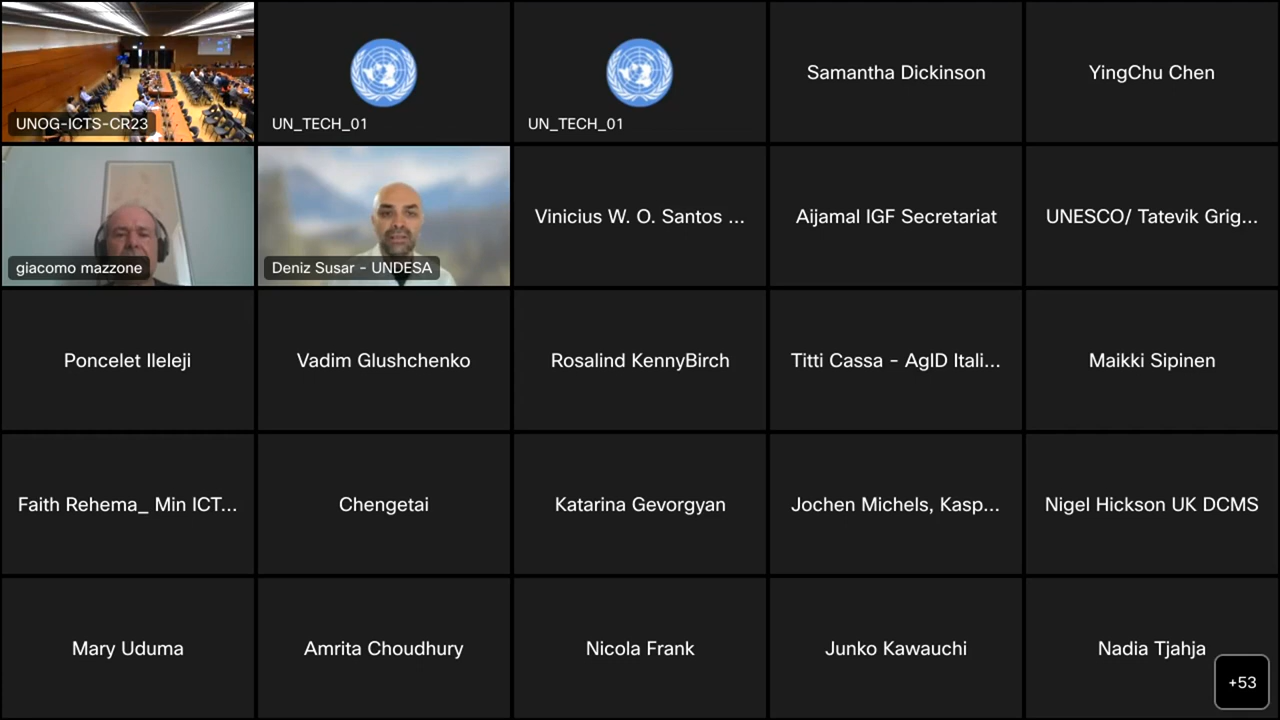 UNOG-ICTS-CR23
UN_TECH_01
UN_TECH_01
Samantha Dickinson
YingChu Chen
giacomo mazzone
Deniz Susar - UNDESA
Vinicius W. O. Santos ...
Aijamal IGF Secretariat
UNESCO/ Tatevik Grig...
Poncelet Ileleji
Vadim Glushchenko
Rosalind KennyBirch
Titti Cassa - AgID Itali...
Maikki Sipinen
Faith Rehema_ Min ICT...
Chengetai
Katarina Gevorgyan
Jochen Michels, Kasp...
Nigel Hickson UK DCMS
Mary Uduma
Amrita Choudhury
Nicola Frank
Junko Kawauchi
Nadia Tjahja
+53